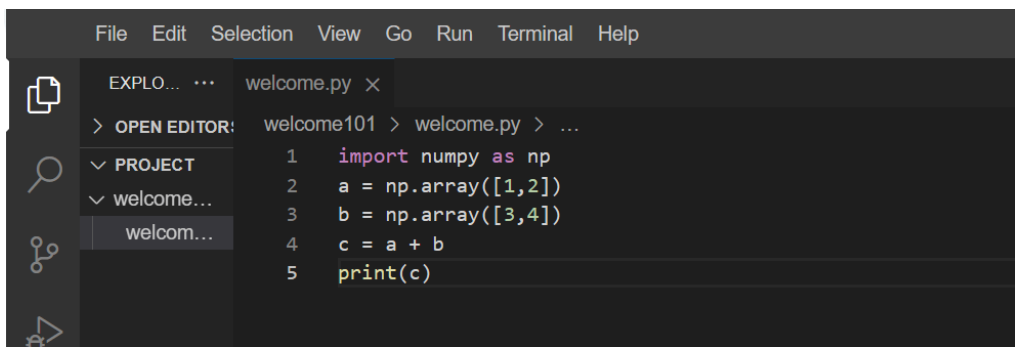 File Edit Selection View Go Run Terminal Help
EXPLO... ···
welcome.py ×
> OPEN EDITORS
PROJECT
welcome...
welcom...
welcome101 > welcome.py > ...
1 import numpy as np
2 a = np.array([1,2])
3 b = np.array([3,4])
4 c = a + b
5 print(c)